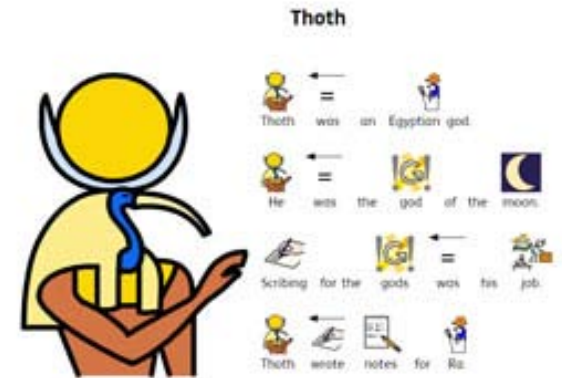 Thoth
Thoth was an Egyptian god.
He was the god of the moon.
Scribing for the gods was his job.
Thoth wrote notes for Ra.